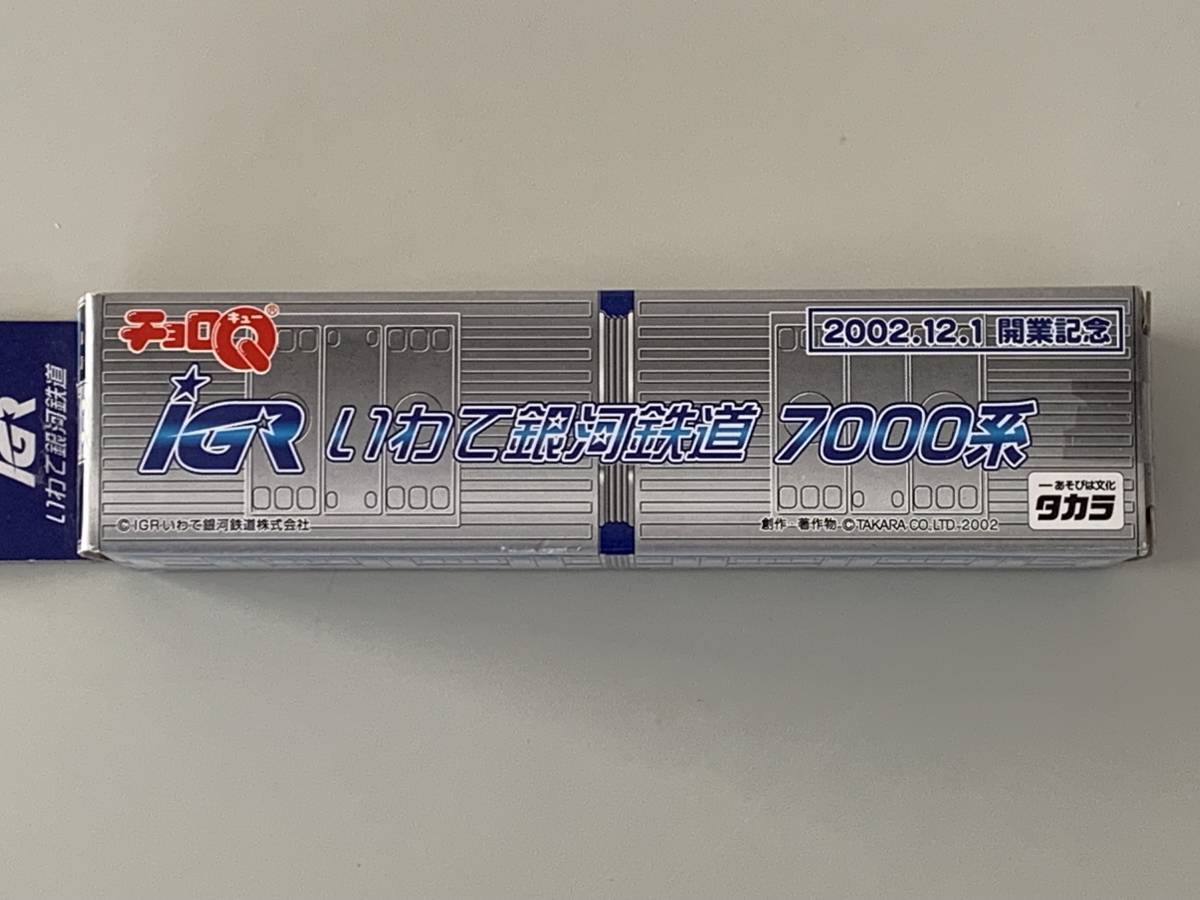 チョロQ®
キュー
2002.12.1 開業記念
IGR いわて銀河鉄道 7000系
©IGRいわて銀河鉄道株式会社
創作・著作物・©TAKARA CO.,LTD. 2002
あそびは文化
タカラ
IGR
いわて銀河鉄道